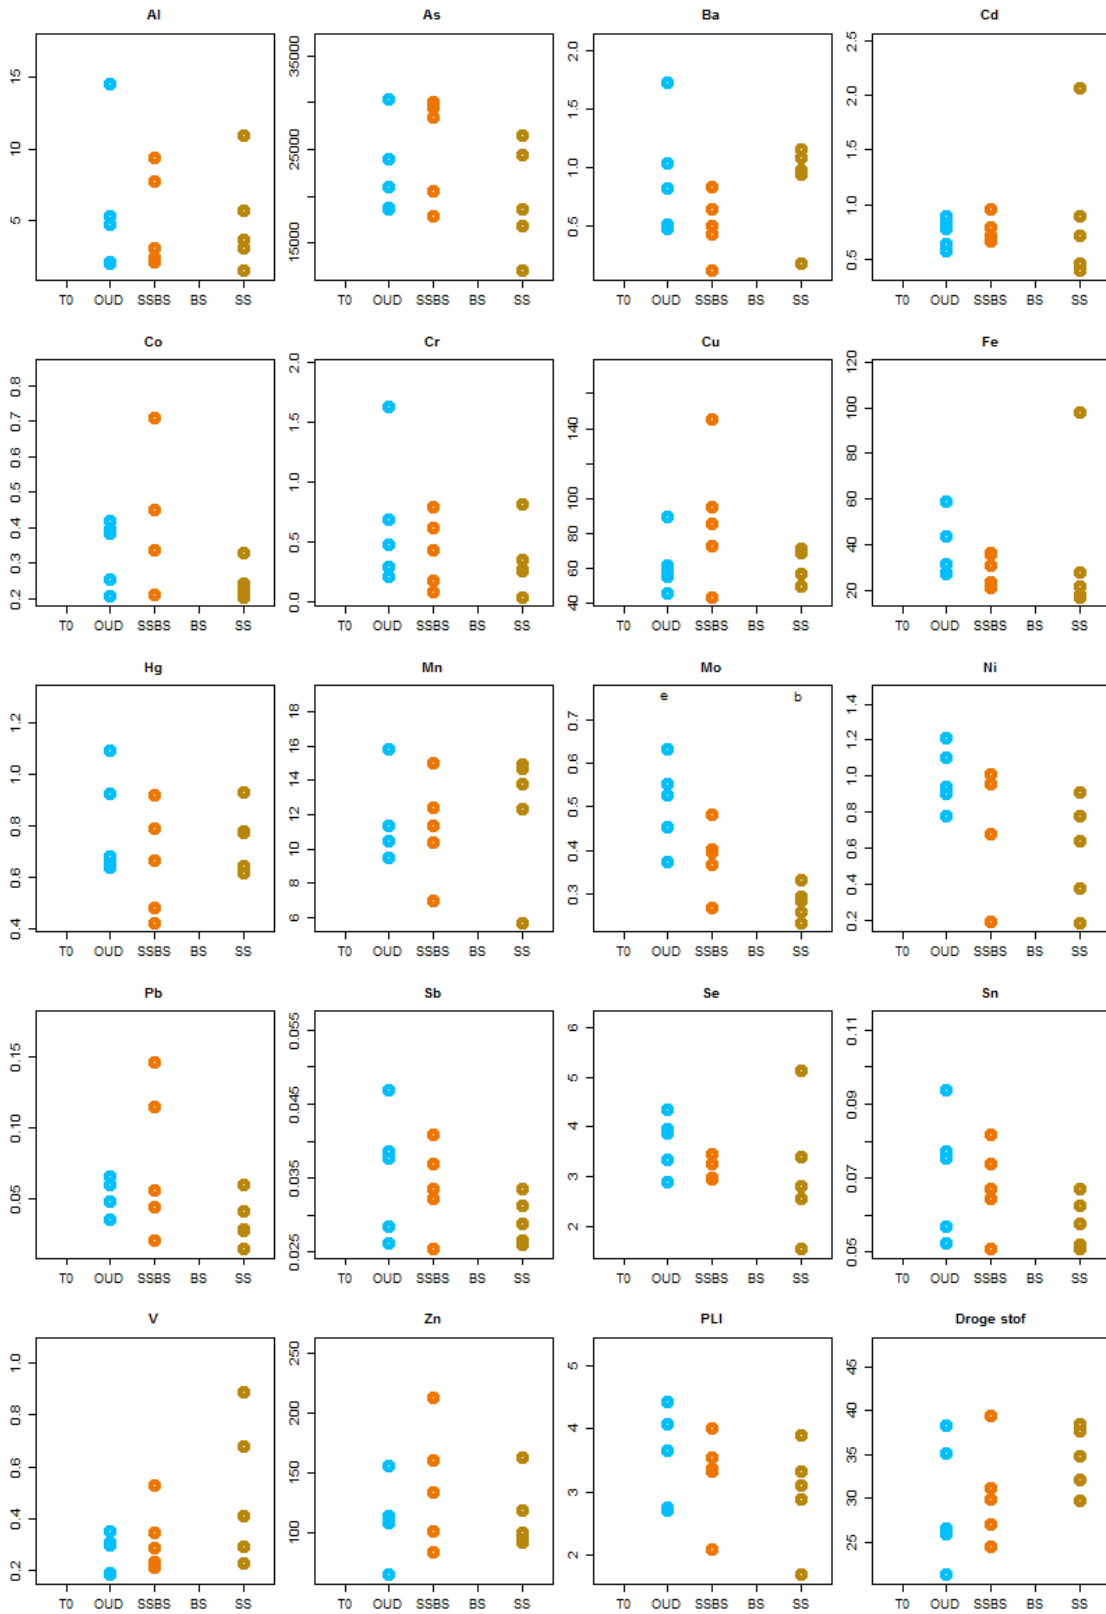 Al As Ba Cd
15 10 5
35000 25000 15000
2.0 1.5 1.0 0.5
2.5 2.0 1.5 1.0 0.5
T0 OUD SSBS BS SS T0 OUD SSBS BS SS T0 OUD SSBS BS SS T0 OUD SSBS BS SS
Co Cr Cu Fe
0.8 0.7 0.6 0.5 0.4 0.3 0.2
2.0 1.5 1.0 0.5 0.0
140 100 80 60 40
120 100 80 60 40 20
T0 OUD SSBS BS SS T0 OUD SSBS BS SS T0 OUD SSBS BS SS T0 OUD SSBS BS SS
Hg Mn Mo Ni
1.2 1.0 0.8 0.6 0.4
18 16 14 12 10 8 6
e b
0.7 0.6 0.5 0.4 0.3
1.4 1.2 1.0 0.8 0.6 0.4 0.2
T0 OUD SSBS BS SS T0 OUD SSBS BS SS T0 OUD SSBS BS SS T0 OUD SSBS BS SS
Pb Sb Se Sn
0.15 0.10 0.05
0.055 0.045 0.035 0.025
6 5 4 3 2
0.11 0.09 0.07 0.05
T0 OUD SSBS BS SS T0 OUD SSBS BS SS T0 OUD SSBS BS SS T0 OUD SSBS BS SS
V Zn PLI Droge stof
1.0 0.8 0.6 0.4 0.2
250 200 150 100
5 4 3 2
45 40 35 30 25
T0 OUD SSBS BS SS T0 OUD SSBS BS SS T0 OUD SSBS BS SS T0 OUD SSBS BS SS